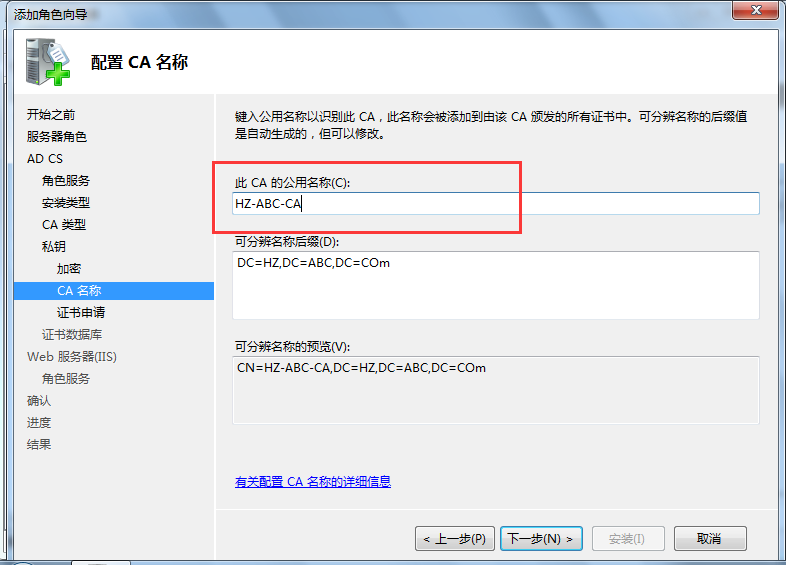 添加角色向导
配置 CA 名称
开始之前
服务器角色
AD CS
角色服务
安装类型
CA 类型
私钥
加密
CA 名称
证书申请
证书数据库
Web 服务器(IIS)
角色服务
确认
进度
结果
键入公用名称以识别此 CA，此名称会被添加到由该 CA 颁发的所有证书中。可分辨名称的后缀值
是自动生成的，但可以修改。
此 CA 的公用名称(C):
HZ-ABC-CA
可分辨名称后缀(D):
DC=HZ,DC=ABC,DC=COm
可分辨名称的预览(V):
CN=HZ-ABC-CA,DC=HZ,DC=ABC,DC=COm
有关配置 CA 名称的详细信息
< 上一步(P)
下一步(N) >
安装(I)
取消